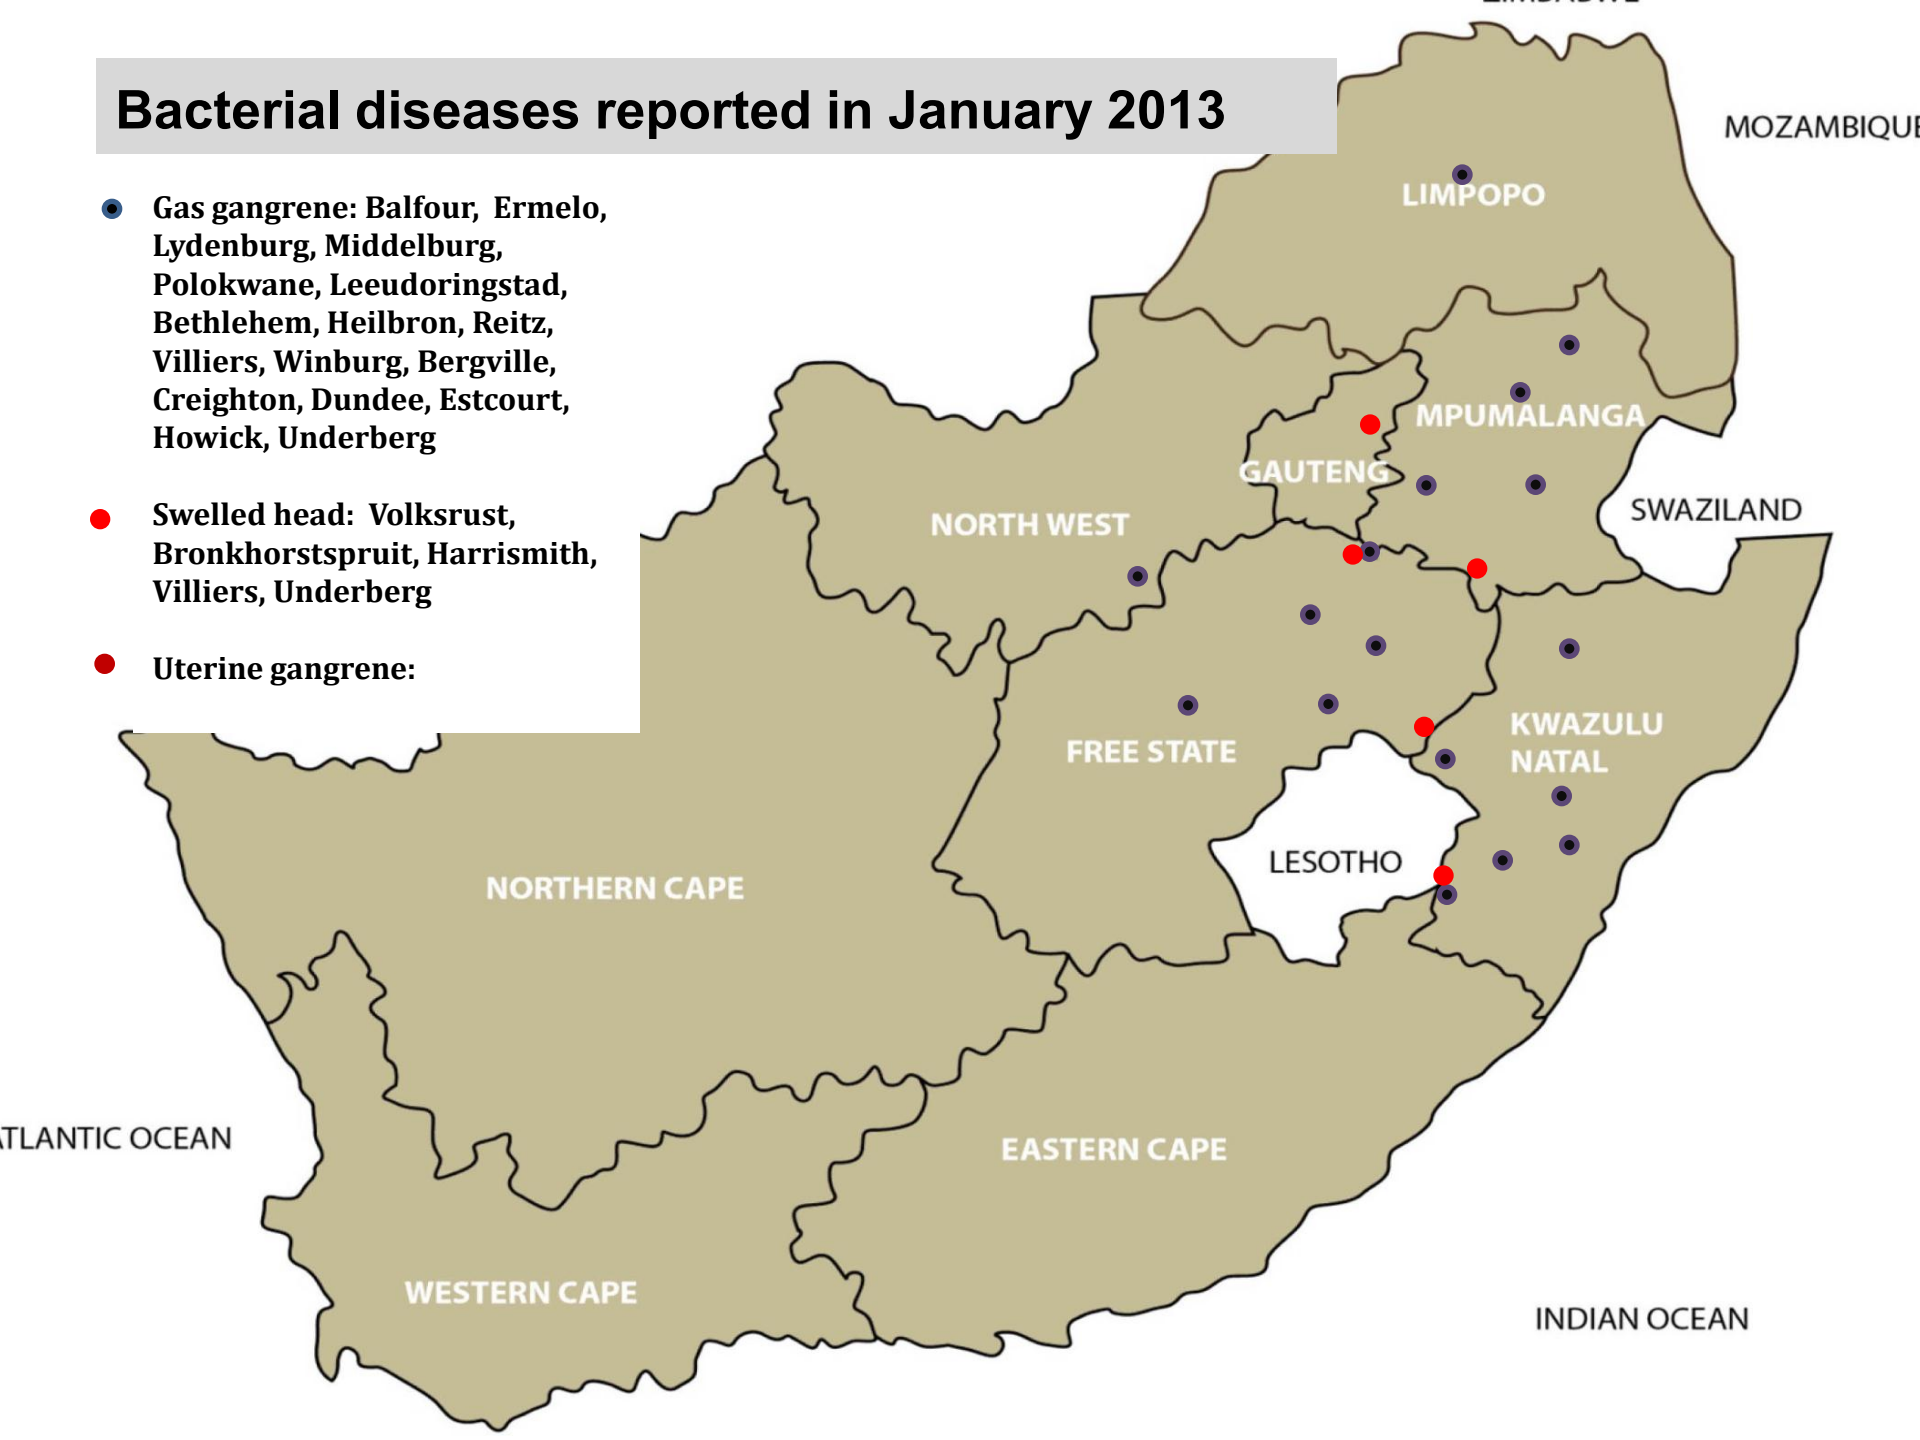 Bacterial diseases reported in January 2013
MOZAMBIQUE
LIMPOPO
Gas gangrene: Balfour, Ermelo,
Lydenburg, Middelburg,
Polokwane, Leeudoringstad,
Bethlehem, Heilbron, Reitz,
Villiers, Winburg, Bergville,
Creighton, Dundee, Estcourt,
Howick, Underberg
Swelled head: Volksrust,
Bronkhorstspruit, Harrismith,
Villiers, Underberg
Uterine gangrene:
MPUMALANGA
GAUTENG
SWAZILAND
NORTH WEST
KWAZULU
NATAL
FREE STATE
LESOTHO
NORTHERN CAPE
ATLANTIC OCEAN
EASTERN CAPE
WESTERN CAPE
INDIAN OCEAN